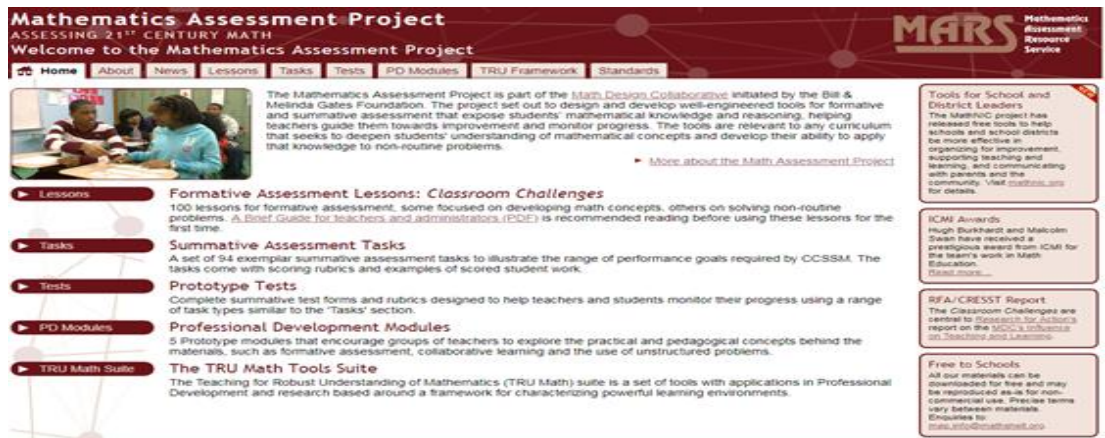 Mathematics Assessment Project
ASSESSING 21ST CENTURY MATH
Welcome to the Mathematics Assessment Project
MARS
Mathematics
Assessment
Resource
Service
Home About News Lessons Tasks Tests PD Modules TRU Framework Standards
The Mathematics Assessment Project is part of the Math Design Collaborative initiated by the Bill &
Melinda Gates Foundation. The project set out to design and develop well-engineered tools for formative
and summative assessment that expose students' mathematical knowledge and reasoning, helping
teachers guide them towards improvement and monitor progress. The tools are relevant to any curriculum
that seeks to deepen students' understanding of mathematical concepts and develop their ability to apply
that knowledge to non-routine problems.
More about the Math Assessment Project
Lessons
Formative Assessment Lessons: Classroom Challenges
100 lessons for formative assessment, some focused on developing math concepts, others on solving non-routine
problems. A Brief Guide for teachers and administrators (PDF) is recommended reading before using these lessons for the
first time.
Tasks
Summative Assessment Tasks
A set of 94 exemplar summative assessment tasks to illustrate the range of performance goals required by CCSSM. The
tasks come with scoring rubrics and examples of scored student work.
Tests
Prototype Tests
Complete summative test forms and rubrics designed to help teachers and students monitor their progress using a range
of task types similar to the 'Tasks' section.
PD Modules
Professional Development Modules
5 Prototype modules that encourage groups of teachers to explore the practical and pedagogical concepts behind the
materials, such as formative assessment, collaborative learning and the use of unstructured problems.
TRU Math Suite
The TRU Math Tools Suite
The Teaching for Robust Understanding of Mathematics (TRU Math) suite is a set of tools with applications in Professional
Development and research based around a framework for characterizing powerful learning environments.
NEW
Tools for School and
District Leaders
The MathNIC project has
released free tools to help
schools and school districts
be more effective in
organizing for improvement,
supporting teaching and
learning, and communicating
with parents and the
community. Visit mathnic.org
for details.
ICMI Awards
Hugh Burkhardt and Malcolm
Swan have received a
prestigious award from ICMI for
the team's work in Math
Education.
Read more...
RFA/CRESST Report
The Classroom Challenges are
central to Research for Action's
report on the MDC's Influence
on Teaching and Learning.
Free to Schools
All our materials can be
downloaded for free and may
be reproduced as-is for non-
commercial use. Precise terms
vary between materials.
Enquiries to:
map.info@mathshell.org